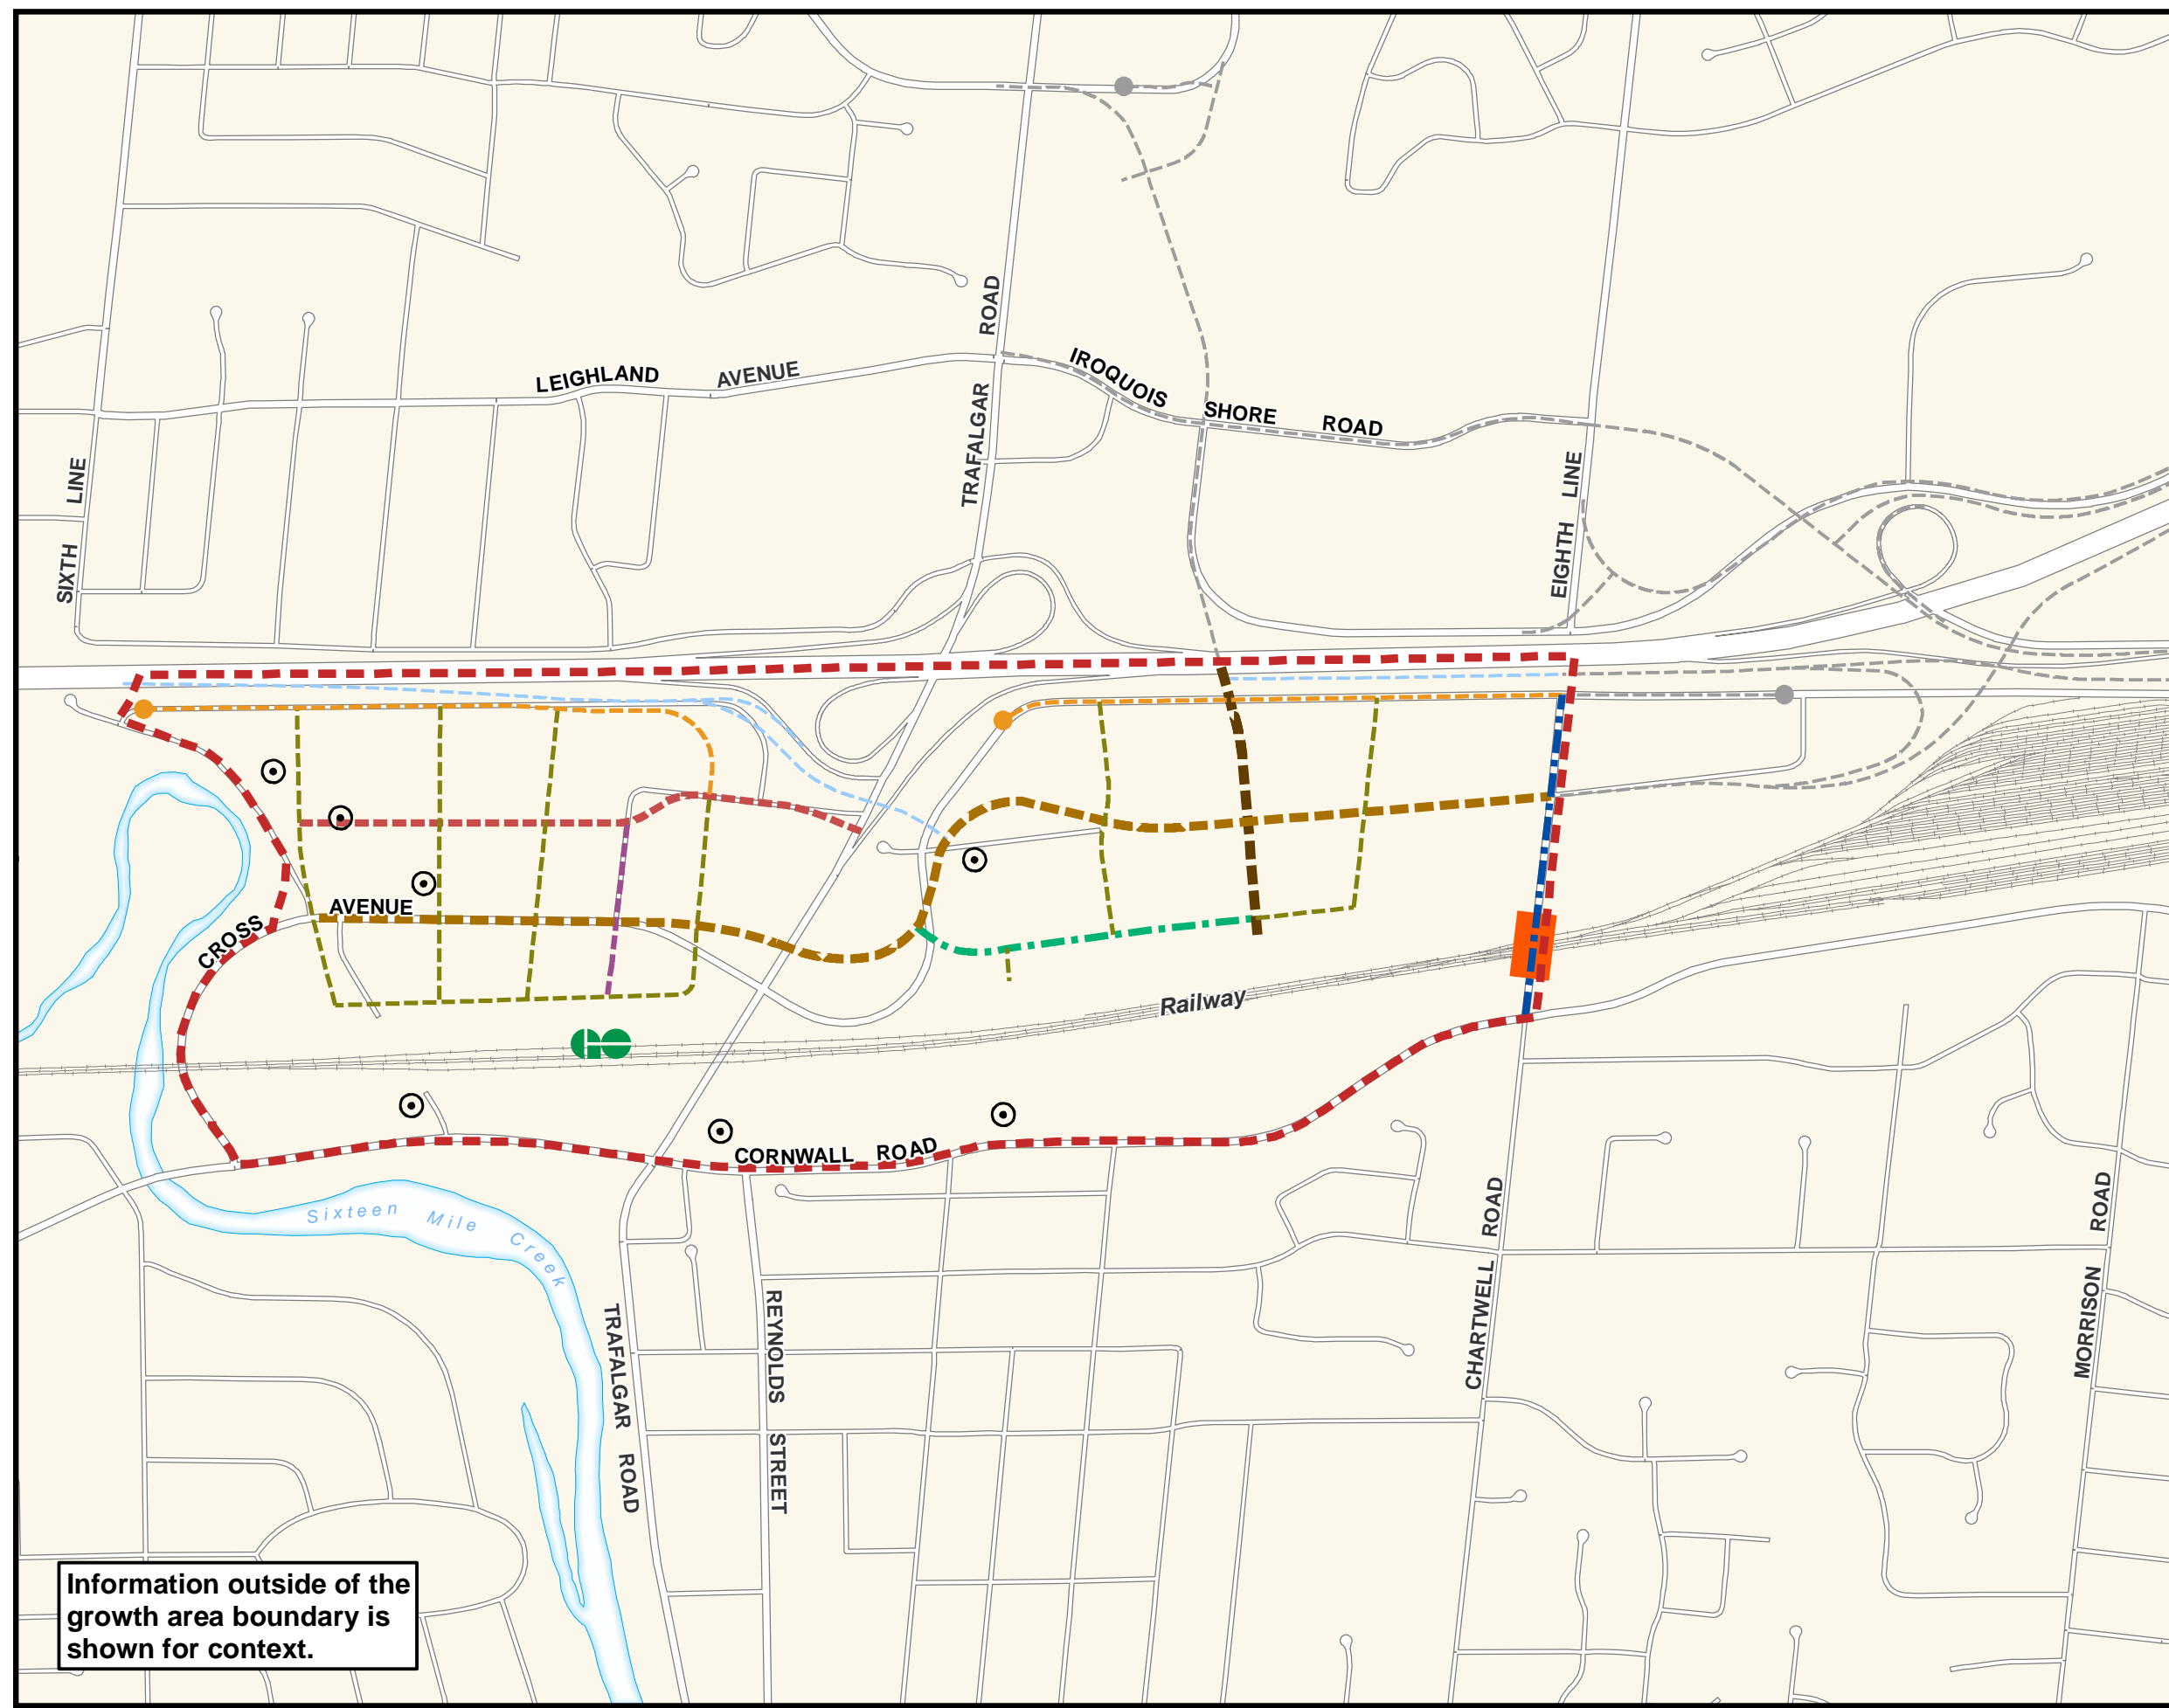 ROAD
IROQUOIS
LEIGHLAND
AVENUE
SHORE
ROAD
TRAFALGAR
LINE
SIXTH
LINE
EIGHTH
AVENUE
CROSS
Railway
CORNWALL
ROAD
Sixteen Mile Creek
ROAD
CHARTWELL
ROAD
MORRISON
TRAFALGAR
ROAD
REYNOLDS
STREET
Information outside of the
growth area boundary is
shown for context.